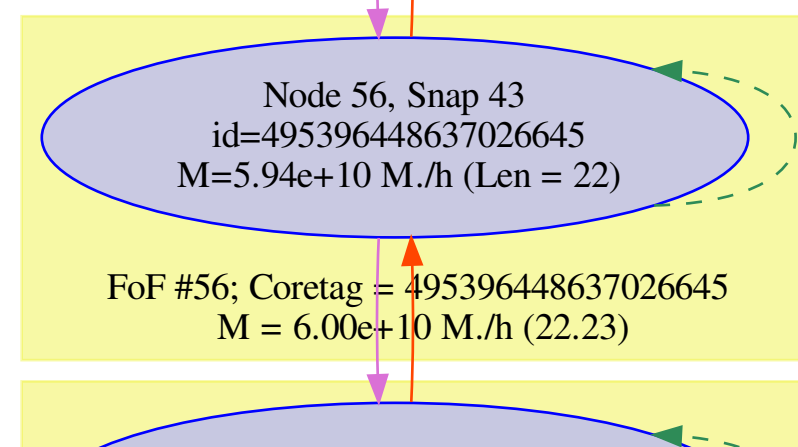 Node 56, Snap 43
id=495396448637026645
M=5.94e+10 M./h (Len = 22)
FoF #56; Coretag = 495396448637026645
M = 6.00e+10 M./h (22.23)